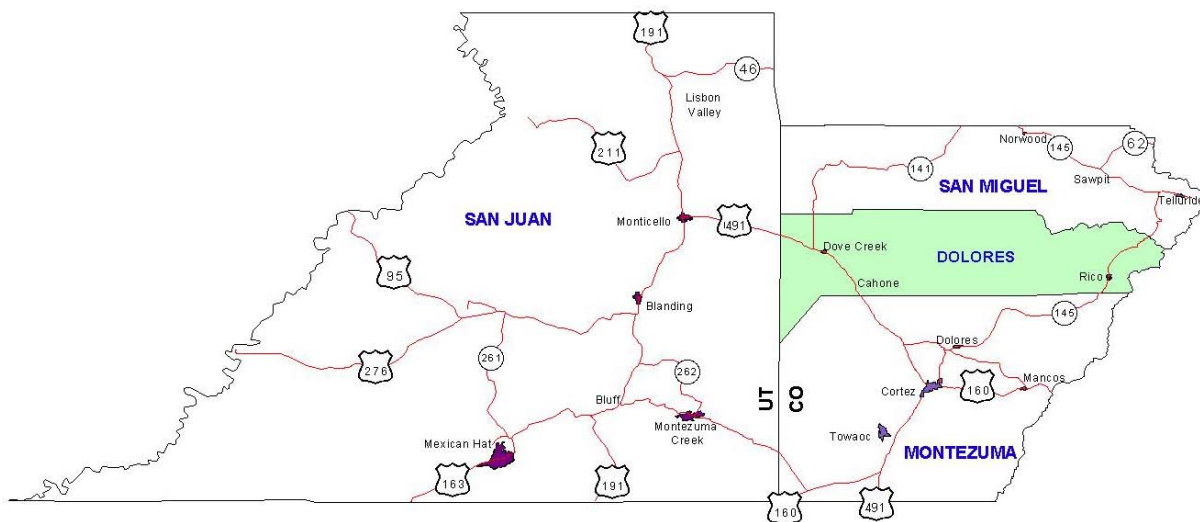 191
46
Lisbon
Valley
211
Norwood
145
62
141
Sawpit
SAN MIGUEL
Telluride
SAN JUAN
Monticello
491
Dove Creek
DOLORES
95
Cahone
Rico
Blanding
145
276
261
262
Dolores
Cortez
160
Mancos
UT
CO
Bluff
Montezuma
Creek
Towaoc
Mexican Hat
MONTEZUMA
163
191
160
491